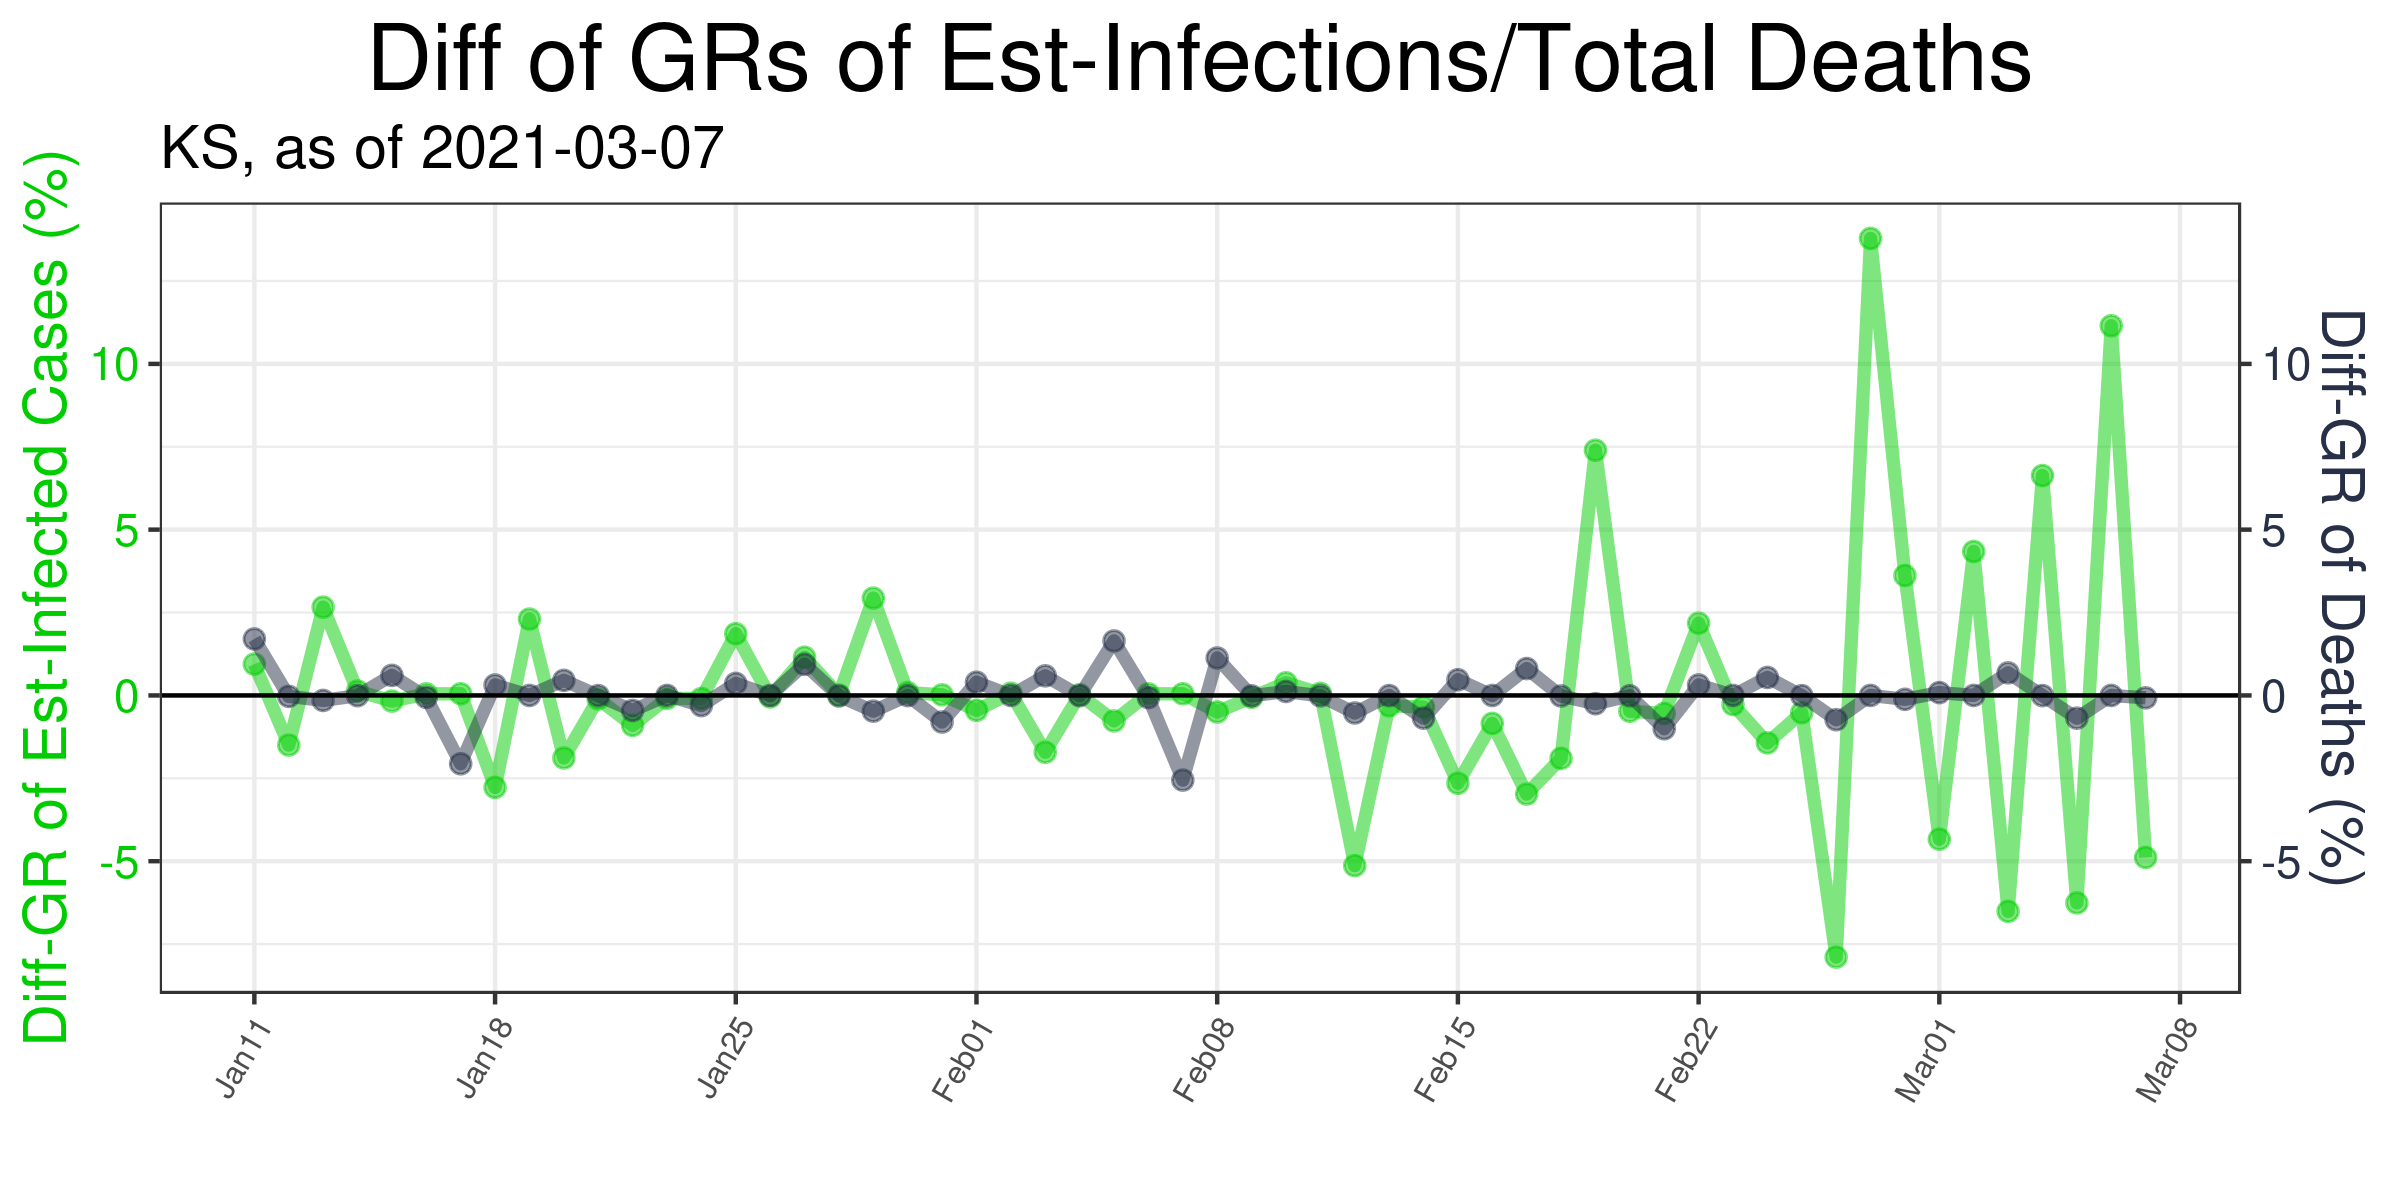 Diff of GRs of Est-Infections/Total Deaths
KS, as of 2021-03-07
Diff-GR of Est-Infected Cases (%)
10
5
0
-5
10
5
0
-5
Diff-GR of Deaths (%)
Jan11
Jan18
Jan25
Feb01
Feb08
Feb15
Feb22
Mar01
Mar08